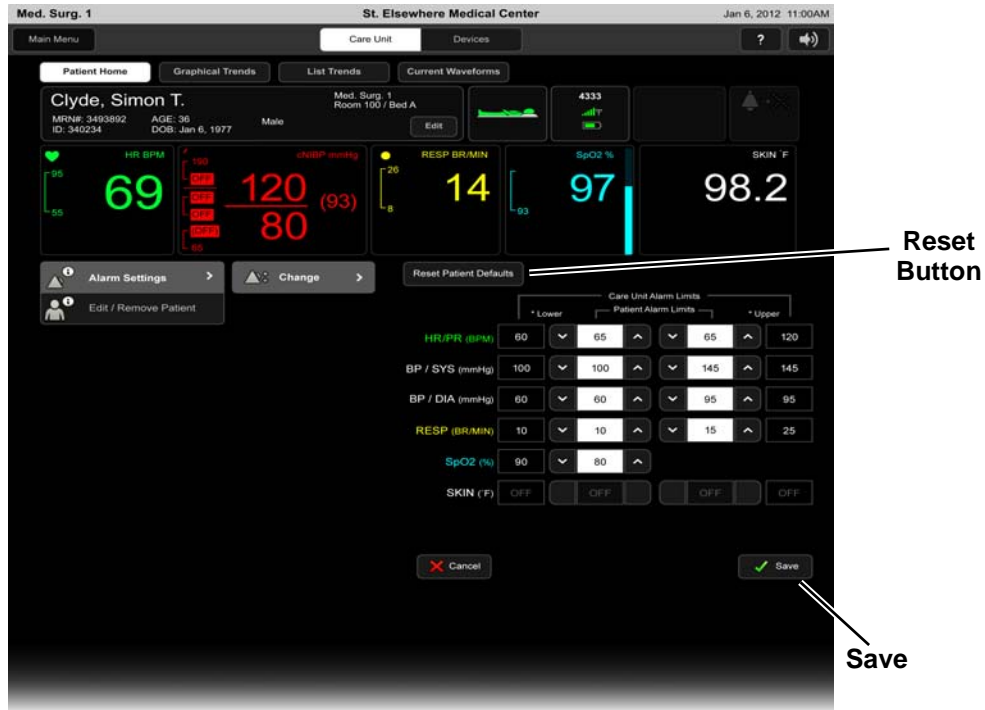 Med. Surg. 1 St. Elsewhere Medical Center Jan 6, 2012 11:00AM
Main Menu Care Unit Devices ?
Patient Home Graphical Trends List Trends Current Waveforms
Clyde, Simon T. Med. Surg. 1
Room 100 / Bed A
MRN#: 3493892 AGE: 36 Male
ID: 340234 DOB: Jan 6, 1977 Edit
4333
HR BPM cNIBP mmHg RESP BR/MIN SpO2 % SKIN °F
95 69 55
190 OFF OFF OFF (OFF) 65 120 (93) 80
26 14 8
97 93
98.2
Reset Button
Alarm Settings > Change > Reset Patient Defaults
Edit / Remove Patient
Care Unit Alarm Limits
* Lower Patient Alarm Limits * Upper
HR/PR (BPM) 60 65 65 120
BP / SYS (mmHg) 100 100 145 145
BP / DIA (mmHg) 60 60 95 95
RESP (BR/MIN) 10 10 15 25
SpO2 (%) 90 80
SKIN (°F) OFF OFF OFF OFF
Cancel Save
Save